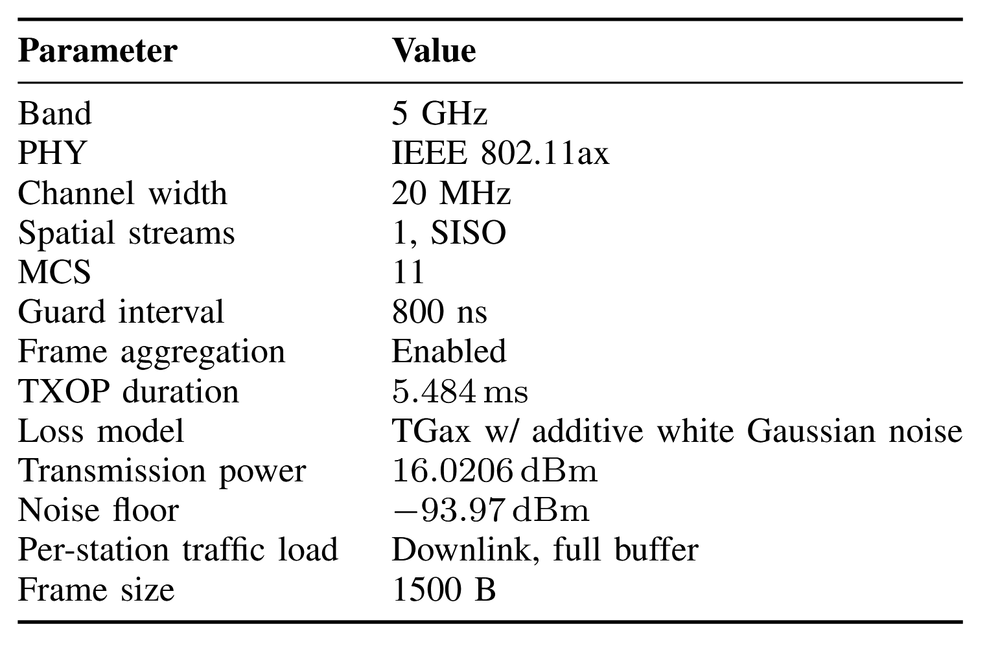 Parameter Value
Band 5 GHz
PHY IEEE 802.11ax
Channel width 20 MHz
Spatial streams 1, SISO
MCS 11
Guard interval 800 ns
Frame aggregation Enabled
TXOP duration 5.484 ms
Loss model TGax w/ additive white Gaussian noise
Transmission power 16.0206 dBm
Noise floor −93.97 dBm
Per-station traffic load Downlink, full buffer
Frame size 1500 B